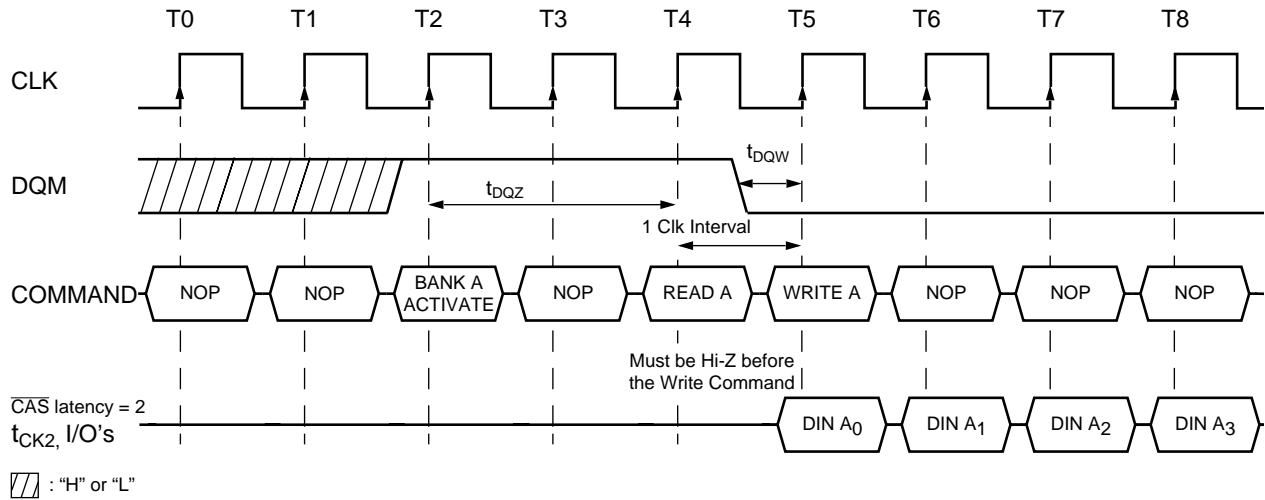 T0 T1 T2 T3 T4 T5 T6 T7 T8
CLK
DQM
tDQW
tDQZ
1 Clk Interval
COMMAND NOP NOP BANK A ACTIVATE NOP READ A WRITE A NOP NOP NOP
Must be Hi-Z before
the Write Command
CAS latency = 2
tCK2, I/O’s
DIN A0 DIN A1 DIN A2 DIN A3
: “H” or “L”